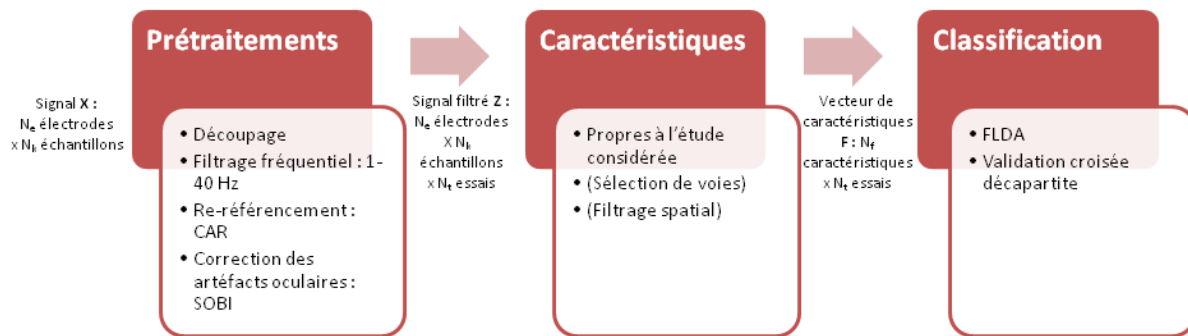 Signal X :
Ne électrodes
x Nk échantillons
Prétraitements
• Découpage
• Filtrage fréquentiel : 1-
40 Hz
• Re-référencement :
CAR
• Correction des
artéfacts oculaires :
SOBI
Signal filtré Z :
Ne électrodes
X Nk
échantillons
x Nt essais
Caractéristiques
• Propres à l'étude
considérée
• (Sélection de voies)
• (Filtrage spatial)
Vecteur de
caractéristiques
F : Nf
caractéristiques
x Nt essais
Classification
• FLDA
• Validation croisée
décapartite